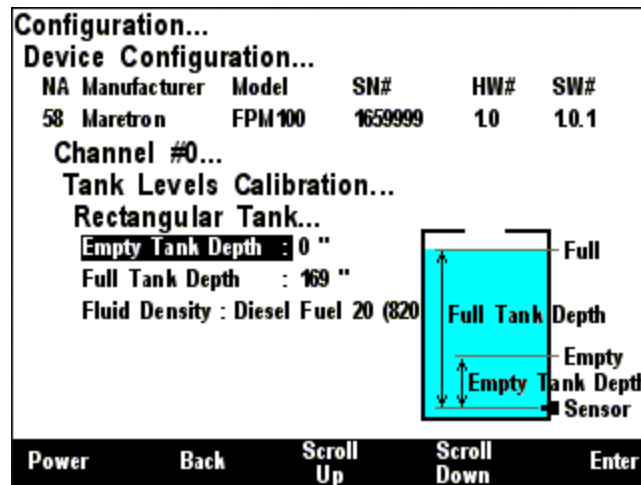 Configuration...
Device Configuration...
NA Manufacturer Model SN# HW# SW#
58 Maretron FPM100 1659999 1.0 1.0.1
Channel #0...
Tank Levels Calibration...
Rectangular Tank...
Empty Tank Depth : 0 "
Full Tank Depth : 169 "
Fluid Density : Diesel Fuel 20 (820
Full
Full Tank Depth
Empty
Empty Tank Depth
Sensor
Power Back Scroll Up Scroll Down Enter